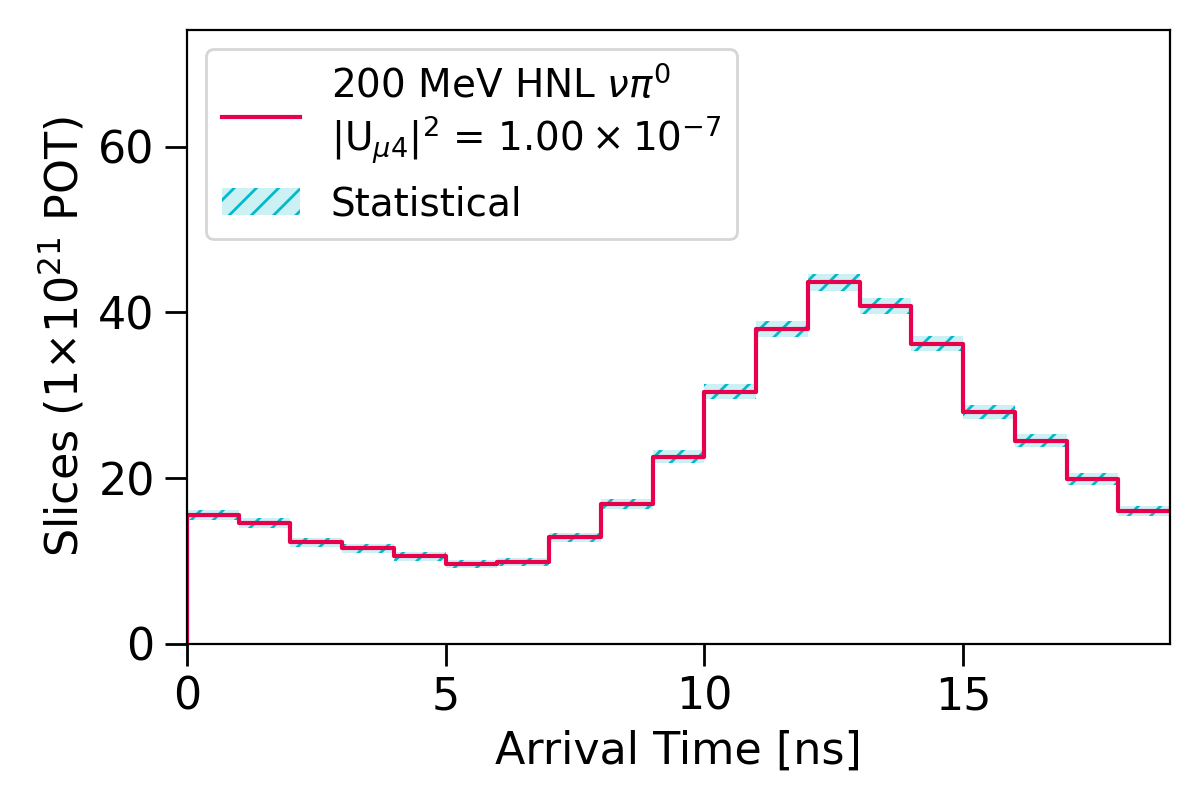 200 MeV HNL νπ⁰
|U_μ4|² = 1.00 × 10⁻⁷
Statistical
Slices (1×10²¹ POT)
60
40
20
0
0 5 10 15
Arrival Time [ns]